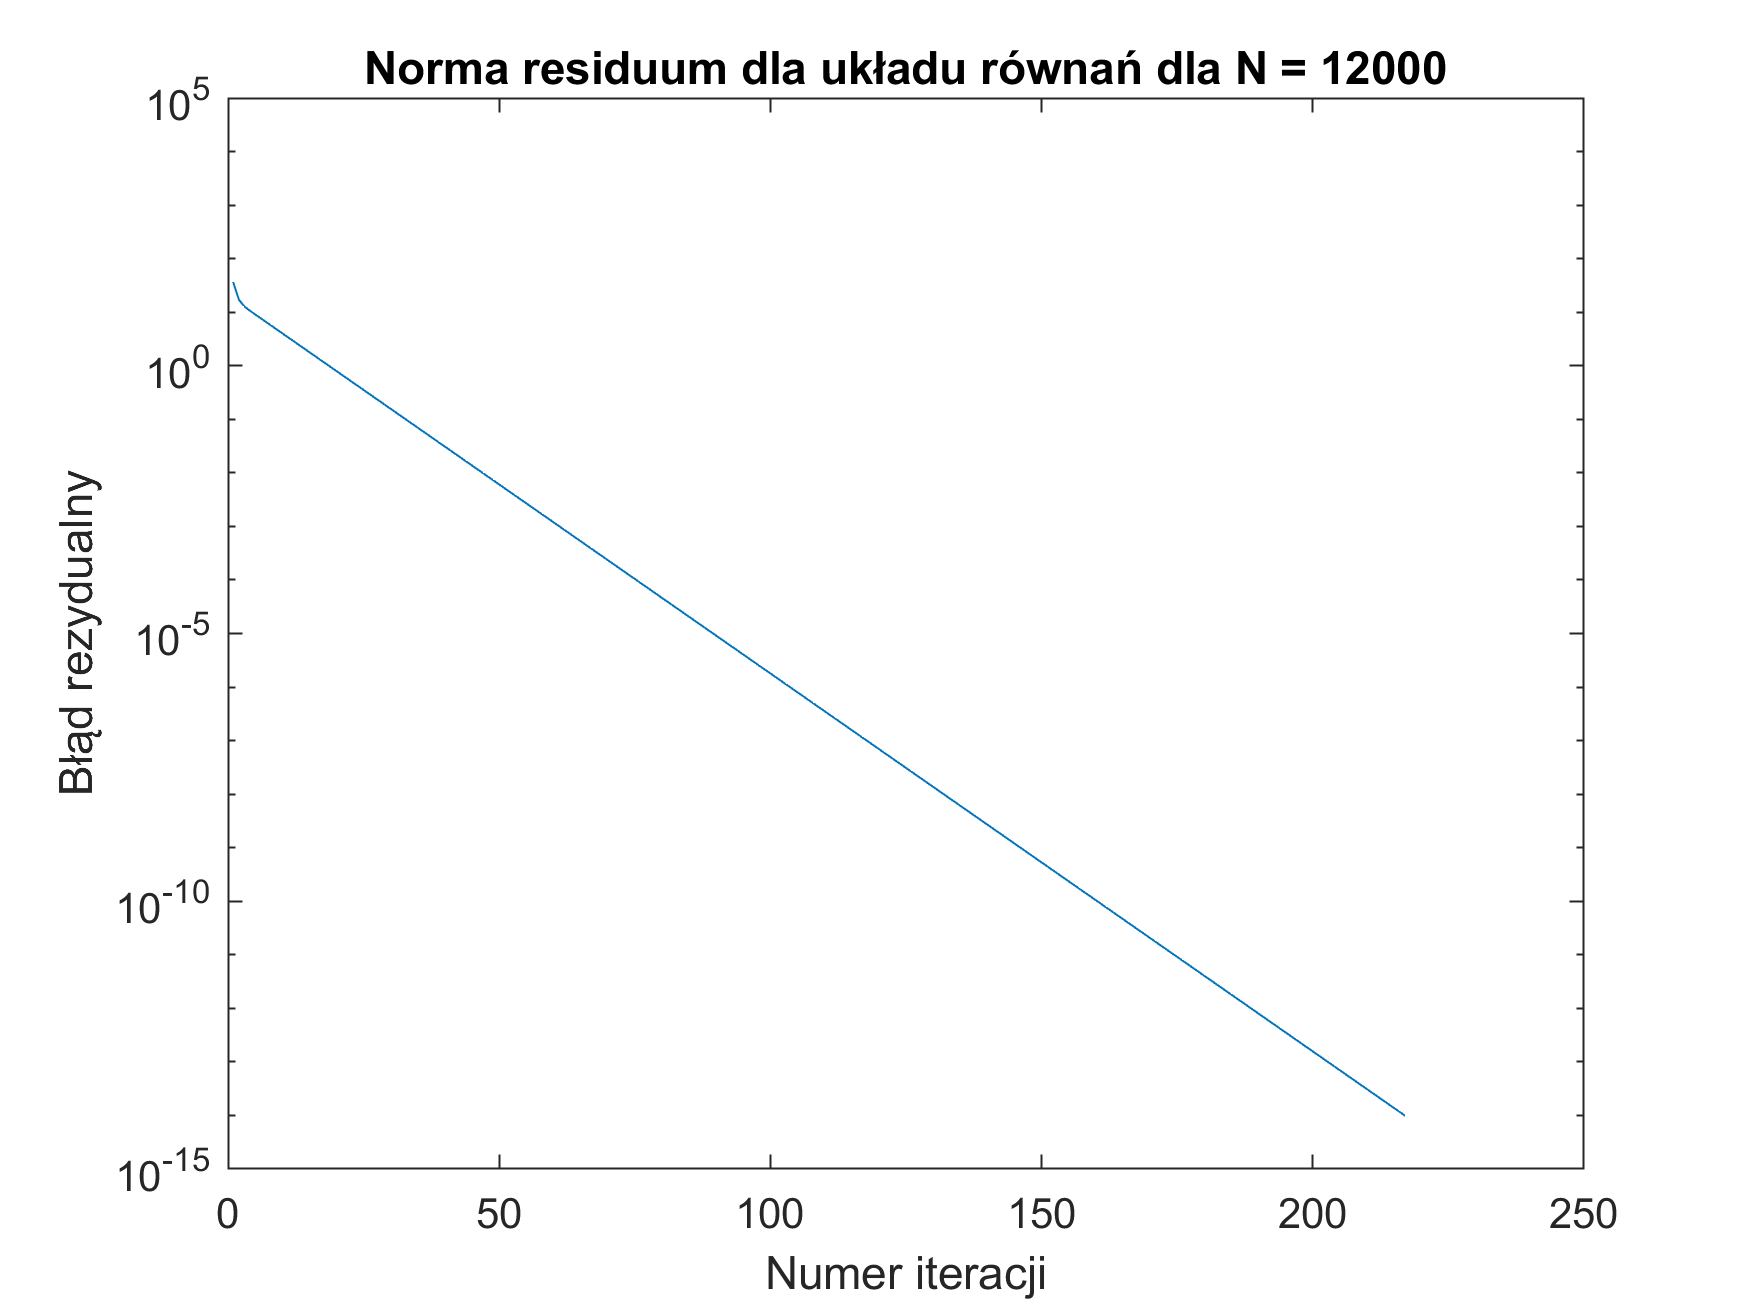 Norma residuum dla układu równań dla N = 12000
10^5
10^0
10^-5
10^-10
10^-15
Błąd rezydualny
0 50 100 150 200 250
Numer iteracji